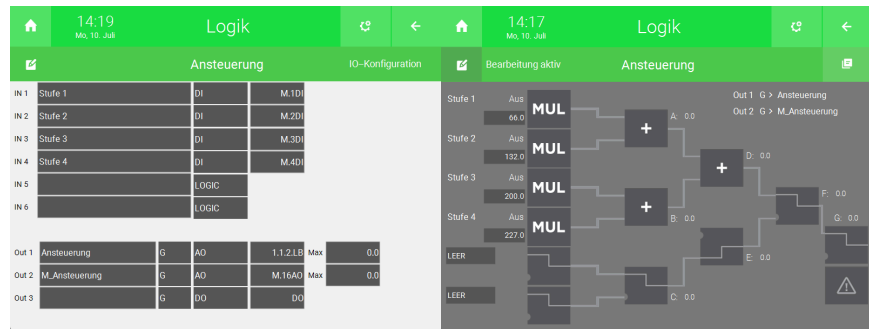 14:19
Mo, 10. Juli
Logik
Ansteuerung
IO-Konfiguration
IN 1 Stufe 1 DI M.1DI
IN 2 Stufe 2 DI M.2DI
IN 3 Stufe 3 DI M.3DI
IN 4 Stufe 4 DI M.4DI
IN 5 LOGIC
IN 6 LOGIC
Out 1 Ansteuerung G AO 1.1.2.LB Max 0.0
Out 2 M_Ansteuerung G AO M.16AO Max 0.0
Out 3 G DO DO
14:17
Mo, 10. Juli
Logik
Bearbeitung aktiv
Ansteuerung
Out 1 G > Ansteuerung
Out 2 G > M_Ansteuerung
Stufe 1 Aus
66.0 MUL
+ A: 0.0
Stufe 2 Aus
132.0 MUL
+ D: 0.0
Stufe 3 Aus
200.0 MUL
F: 0.0
+ B: 0.0
Stufe 4 Aus
227.0 MUL
G: 0.0
LEER
E: 0.0
LEER
C: 0.0